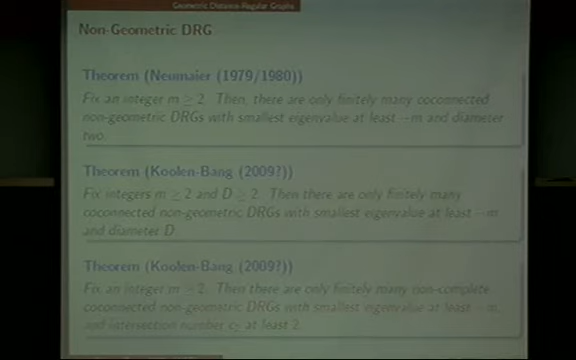 Geometric Distance-Regular Graphs
Non-Geometric DRG
Theorem (Neumaier (1979/1980))
Fix an integer m ≥ 2. Then, there are only finitely many coconnected
non-geometric DRGs with smallest eigenvalue at least −m and diameter
two.
Theorem (Koolen-Bang (2009?))
Fix integers m ≥ 2 and D ≥ 2. Then there are only finitely many
coconnected non-geometric DRGs with smallest eigenvalue at least −m
and diameter D.
Theorem (Koolen-Bang (2009?))
Fix an integer m ≥ 2. Then there are only finitely many non-complete
coconnected non-geometric DRGs with smallest eigenvalue at least −m,
and intersection number c₂ at least 2.